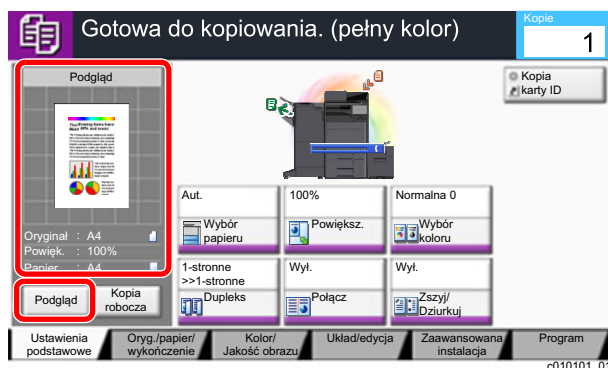 Gotowa do kopiowania. (pełny kolor)
Kopie
1
Podgląd
Oryginał : A4
Powięk. : 100%
Papier : A4
Podgląd
Kopia
robocza
Kopia
karty ID
Aut.
Wybór
papieru
100%
Powiększ.
Normalna 0
Wybór
koloru
1-stronne
>>1-stronne
Dupleks
Wył.
Połącz
Wył.
Zszyj/
Dziurkuj
Ustawienia
podstawowe
Oryg./papier/
wykończenie
Kolor/
Jakość obrazu
Układ/edycja
Zaawansowana
instalacja
Program
c010101_01